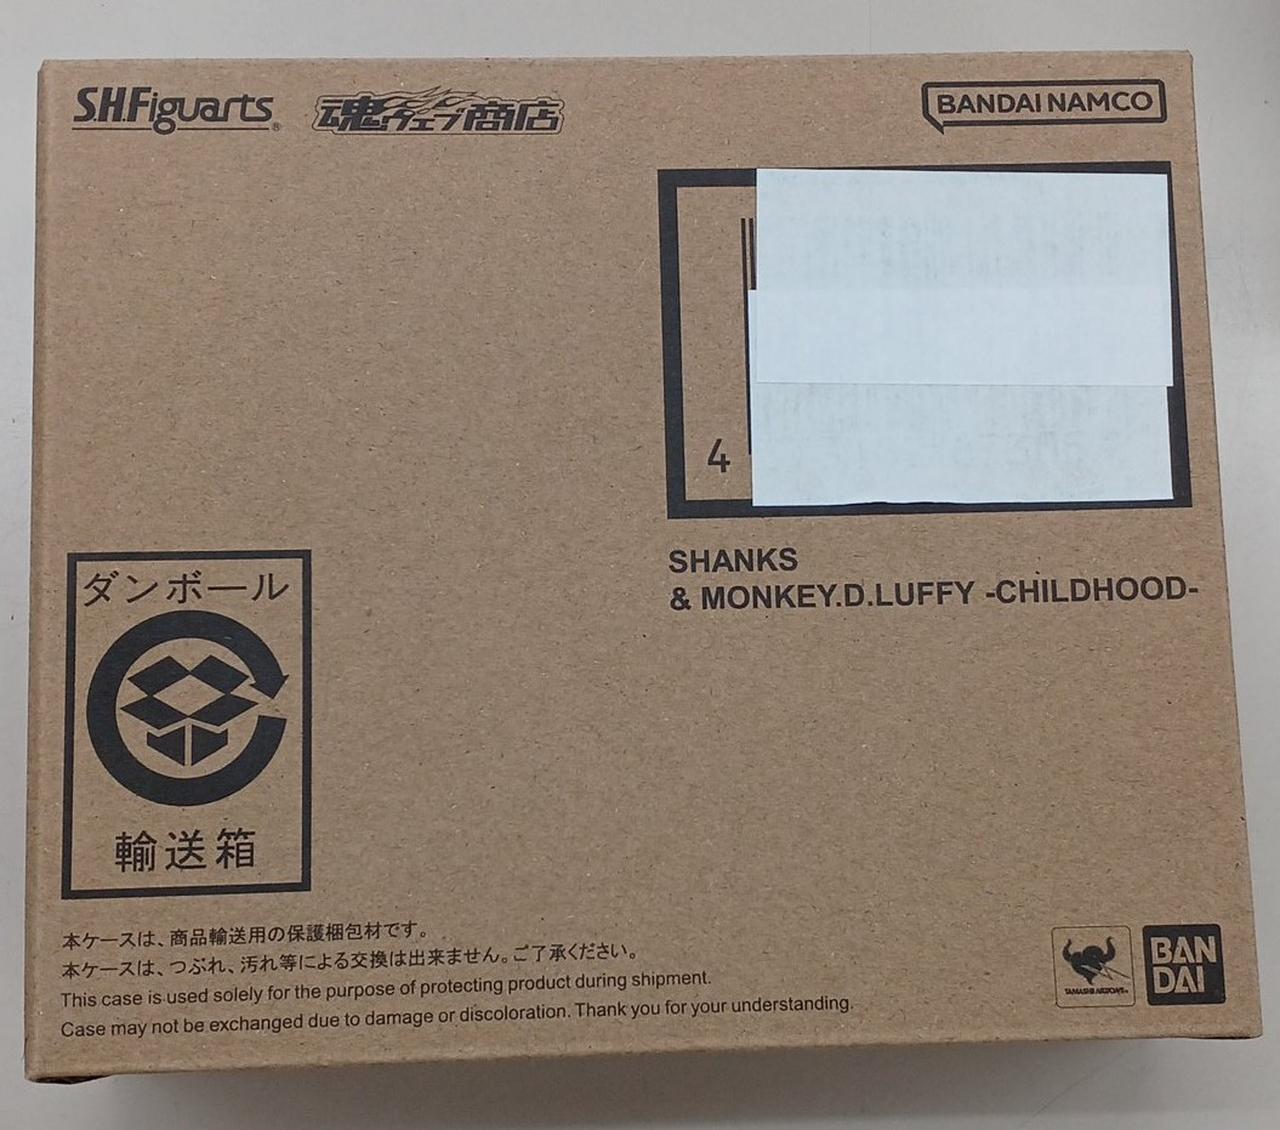 S.H.Figuarts®
魂ウェブ商店
BANDAI NAMCO
4
SHANKS
& MONKEY.D.LUFFY -CHILDHOOD-
ダンボール
輸送箱
本ケースは、商品輸送用の保護梱包材です。
本ケースは、つぶれ、汚れ等による交換は出来ません。ご了承ください。
This case is used solely for the purpose of protecting product during shipment.
Case may not be exchanged due to damage or discoloration. Thank you for your understanding.
TAMASHII NATIONS
BAN
DAI